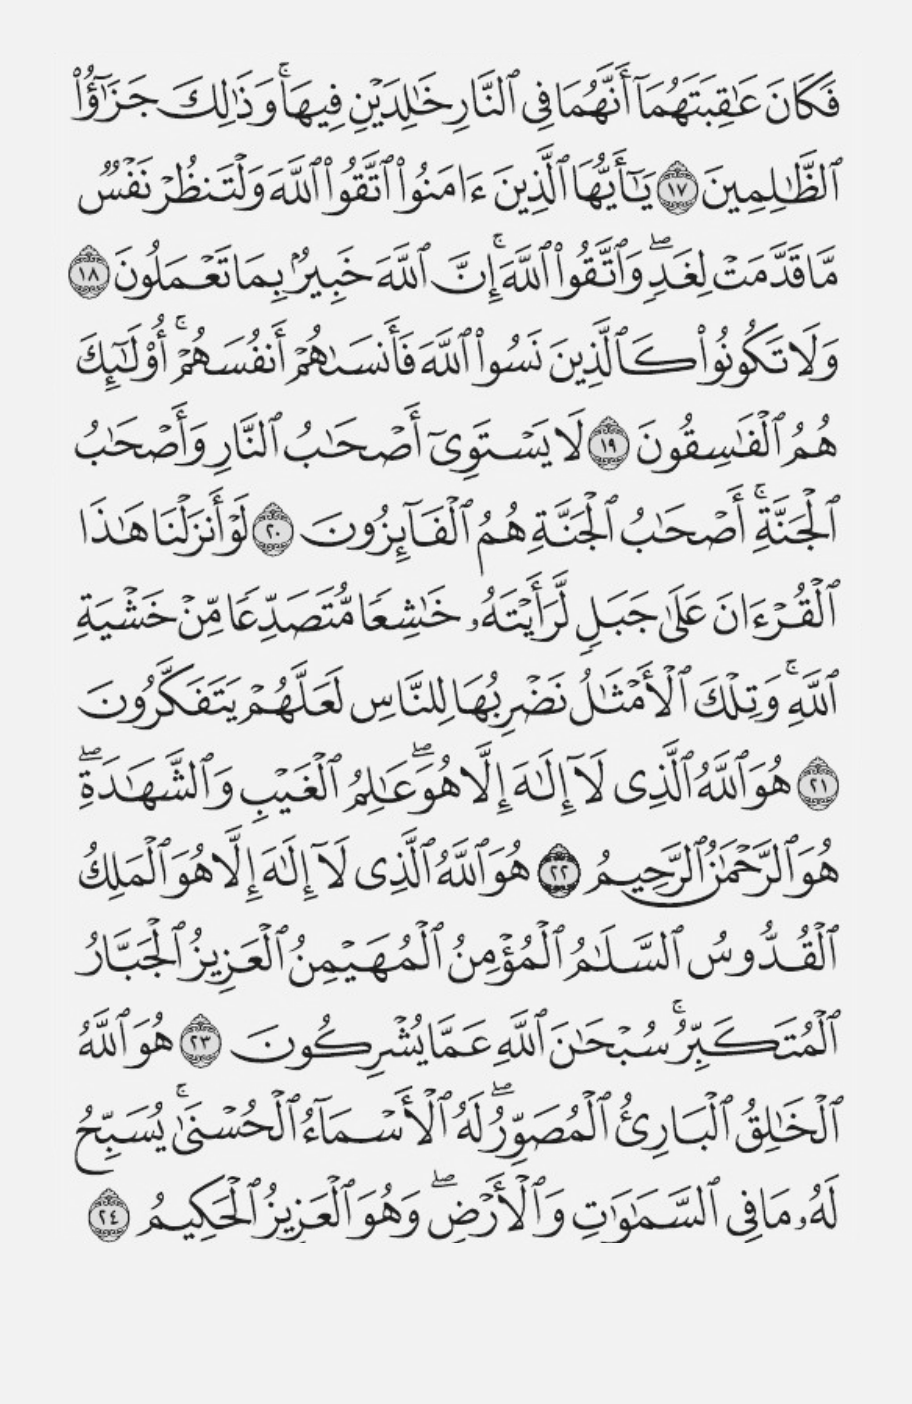 فَكَانَ عَٰقِبَتَهُمَآ أَنَّهُمَا فِى ٱلنَّارِ خَٰلِدَيْنِ فِيهَا ۚ وَذَٰلِكَ جَزَٰٓؤُا۟
ٱلظَّٰلِمِينَ ١٧ يَٰٓأَيُّهَا ٱلَّذِينَ ءَامَنُوا۟ ٱتَّقُوا۟ ٱللَّهَ وَلْتَنظُرْ نَفْسٌ
مَّا قَدَّمَتْ لِغَدٍ ۖ وَٱتَّقُوا۟ ٱللَّهَ ۚ إِنَّ ٱللَّهَ خَبِيرٌۢ بِمَا تَعْمَلُونَ ١٨
وَلَا تَكُونُوا۟ كَٱلَّذِينَ نَسُوا۟ ٱللَّهَ فَأَنسَىٰهُمْ أَنفُسَهُمْ ۚ أُو۟لَٰٓئِكَ
هُمُ ٱلْفَٰسِقُونَ ١٩ لَا يَسْتَوِىٓ أَصْحَٰبُ ٱلنَّارِ وَأَصْحَٰبُ
ٱلْجَنَّةِ ۚ أَصْحَٰبُ ٱلْجَنَّةِ هُمُ ٱلْفَآئِزُونَ ٢٠ لَوْ أَنزَلْنَا هَٰذَا
ٱلْقُرْءَانَ عَلَىٰ جَبَلٍ لَّرَأَيْتَهُۥ خَٰشِعًا مُّتَصَدِّعًا مِّنْ خَشْيَةِ
ٱللَّهِ ۚ وَتِلْكَ ٱلْأَمْثَٰلُ نَضْرِبُهَا لِلنَّاسِ لَعَلَّهُمْ يَتَفَكَّرُونَ
٢١ هُوَ ٱللَّهُ ٱلَّذِى لَآ إِلَٰهَ إِلَّا هُوَ ۖ عَٰلِمُ ٱلْغَيْبِ وَٱلشَّهَٰدَةِ ۖ
هُوَ ٱلرَّحْمَٰنُ ٱلرَّحِيمُ ٢٢ هُوَ ٱللَّهُ ٱلَّذِى لَآ إِلَٰهَ إِلَّا هُوَ ٱلْمَلِكُ
ٱلْقُدُّوسُ ٱلسَّلَٰمُ ٱلْمُؤْمِنُ ٱلْمُهَيْمِنُ ٱلْعَزِيزُ ٱلْجَبَّارُ
ٱلْمُتَكَبِّرُ ۚ سُبْحَٰنَ ٱللَّهِ عَمَّا يُشْرِكُونَ ٢٣ هُوَ ٱللَّهُ
ٱلْخَٰلِقُ ٱلْبَارِئُ ٱلْمُصَوِّرُ ۖ لَهُ ٱلْأَسْمَآءُ ٱلْحُسْنَىٰ ۚ يُسَبِّحُ
لَهُۥ مَا فِى ٱلسَّمَٰوَٰتِ وَٱلْأَرْضِ ۖ وَهُوَ ٱلْعَزِيزُ ٱلْحَكِيمُ ٢٤